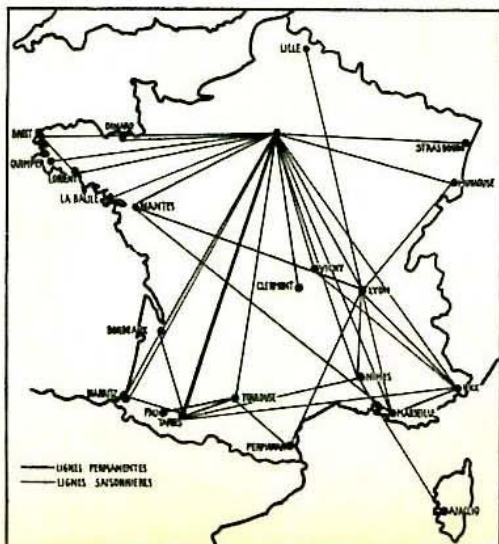 LILLE
BREST
DINARD
STRASBOURG
QUIMPER
LORIENT
MULHOUSE
LA BAULE
NANTES
VICHY
CLERMONT
LYON
BORDEAUX
NIMES
NICE
BIARRITZ
TOULOUSE
PAU
TARBES
MARSEILLE
PERPIGNAN
LIGNES PERMANENTES
LIGNES SAISONNIERES
AJACCIO